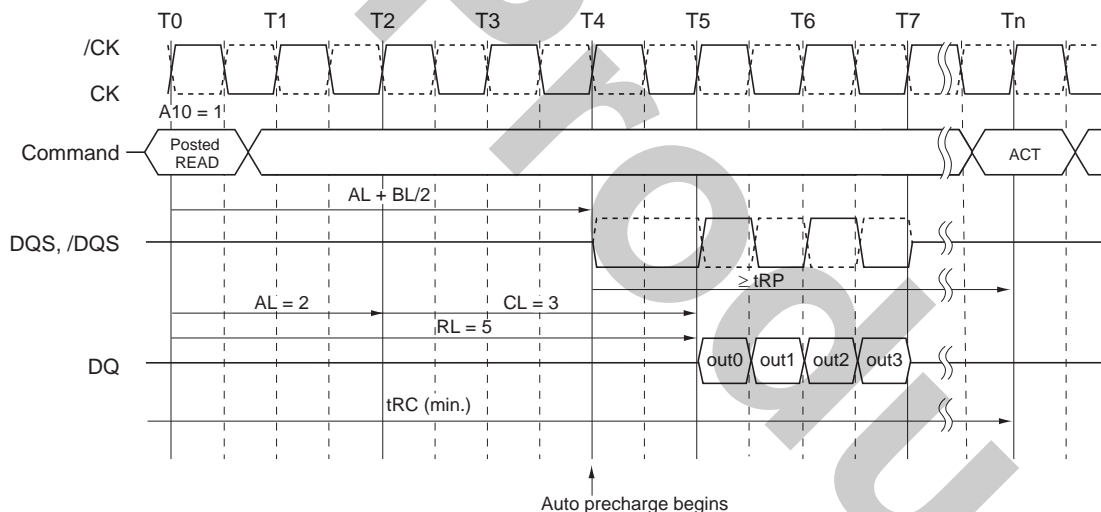 T0 T1 T2 T3 T4 T5 T6 T7 Tn
/CK
CK
A10 = 1
Command
Posted
READ
ACT
AL + BL/2
DQS, /DQS
≥ tRP
AL = 2
CL = 3
RL = 5
DQ
out0 out1 out2 out3
tRC (min.)
Auto precharge begins